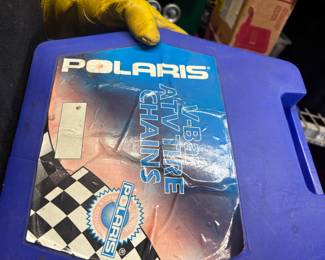 POLARIS®
V-BAR
ATV TIRE
CHAINS
POLARIS